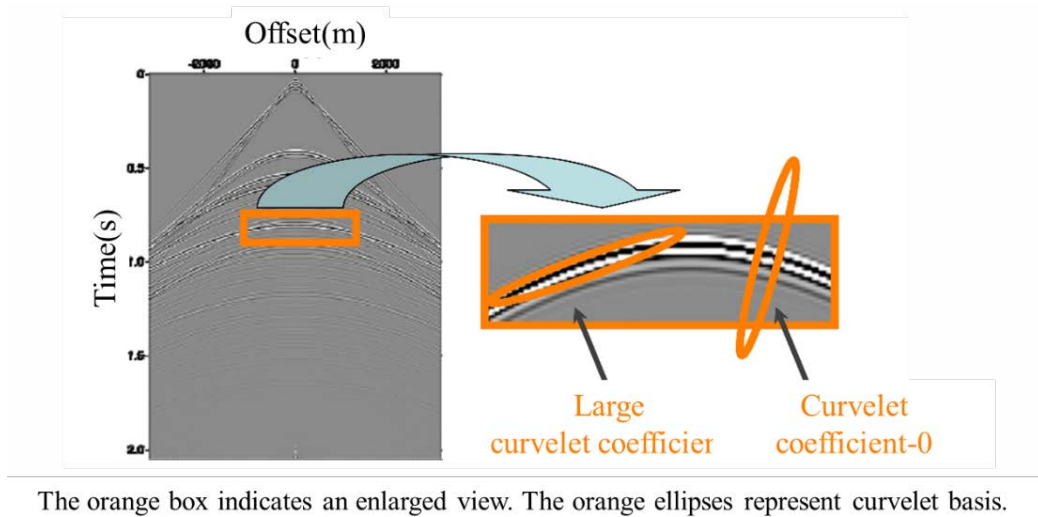 Offset(m)
-2000 0 2000
0
0.5
Time(s)
1.0
1.5
2.0
Large
curvelet coefficier
Curvelet
coefficient-0
The orange box indicates an enlarged view. The orange ellipses represent curvelet basis.